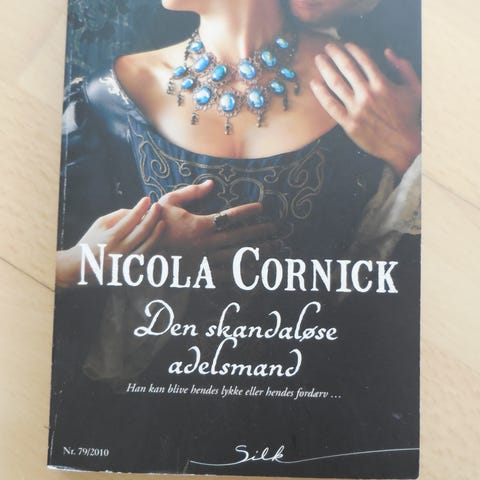 NICOLA CORNICK
Den skandaløse
adelsmand
Han kan blive hendes lykke eller hendes fordærv ...
Nr. 79/2010
Silk